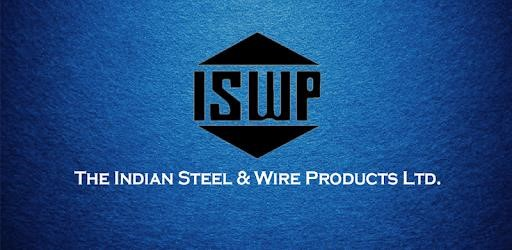 ISWP
THE INDIAN STEEL & WIRE PRODUCTS LTD.